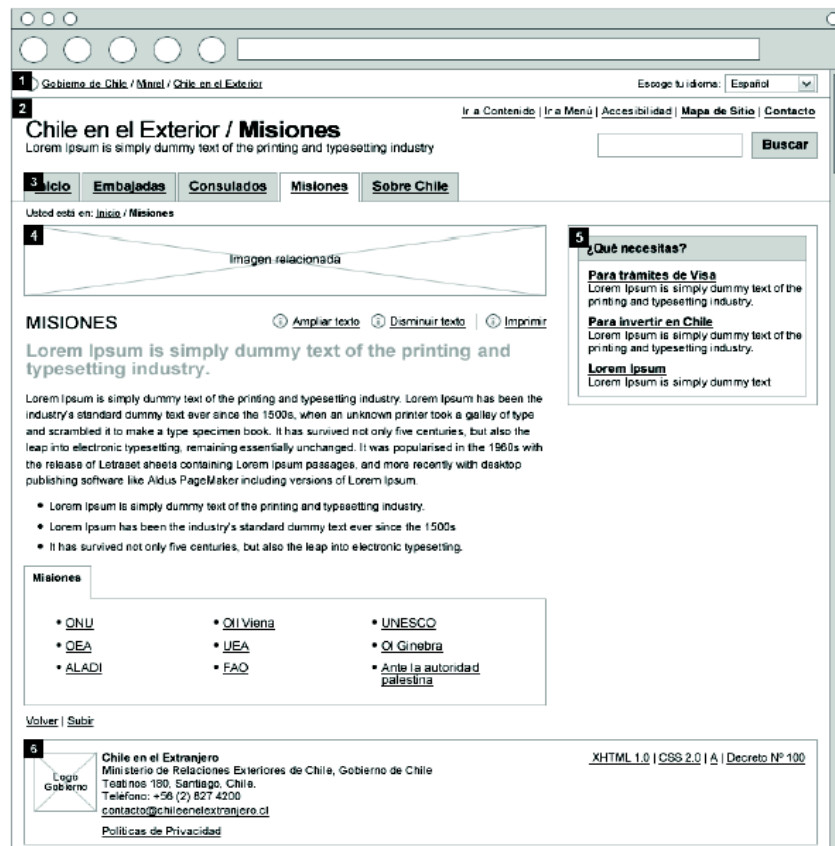 1
Gobierno de Chile / Minrel / Chile en el Exterior
Escoge tu idioma: Español
2
Ir a Contenido | Ir a Menú | Accesibilidad | Mapa de Sitio | Contacto
Chile en el Exterior / Misiones
Lorem Ipsum is simply dummy text of the printing and typesetting industry
Buscar
3
Inicio Embajadas Consulados Misiones Sobre Chile
Usted está en: Inicio / Misiones
4
Imagen relacionada
MISIONES
Ampliar texto Disminuir texto | Imprimir
Lorem Ipsum is simply dummy text of the printing and
typesetting industry.
Lorem Ipsum is simply dummy text of the printing and typesetting industry. Lorem Ipsum has been the
industry's standard dummy text ever since the 1500s, when an unknown printer took a galley of type
and scrambled it to make a type specimen book. It has survived not only five centuries, but also the
leap into electronic typesetting, remaining essentially unchanged. It was popularised in the 1960s with
the release of Letraset sheets containing Lorem Ipsum passages, and more recently with desktop
publishing software like Aldus PageMaker including versions of Lorem Ipsum.
• Lorem Ipsum is simply dummy text of the printing and typesetting industry.
• Lorem Ipsum has been the industry's standard dummy text ever since the 1500s
• It has survived not only five centuries, but also the leap into electronic typesetting.
Misiones
• ONU
• OEA
• ALADI
• OII Viena
• UEA
• FAO
• UNESCO
• OI Ginebra
• Ante la autoridad
palestina
Volver | Subir
5
¿Qué necesitas?
Para trámites de Visa
Lorem Ipsum is simply dummy text of the
printing and typesetting industry.
Para invertir en Chile
Lorem Ipsum is simply dummy text of the
printing and typesetting industry.
Lorem Ipsum
Lorem Ipsum is simply dummy text
6
Logo
Gobierno
Chile en el Extranjero
Ministerio de Relaciones Exteriores de Chile, Gobierno de Chile
Teatinos 180, Santiago, Chile.
Teléfono: +56 (2) 827 4200
contacto@chileenelextranjero.cl
Políticas de Privacidad
XHTML 1.0 | CSS 2.0 | A | Decreto Nº 100